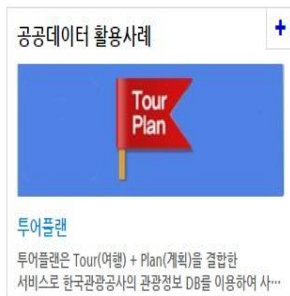 공공데이터 활용사례
+
Tour
Plan
투어플랜
투어플랜은 Tour(여행) + Plan(계획)을 결합한
서비스로 한국관광공사의 관광정보 DB를 이용하여 사…